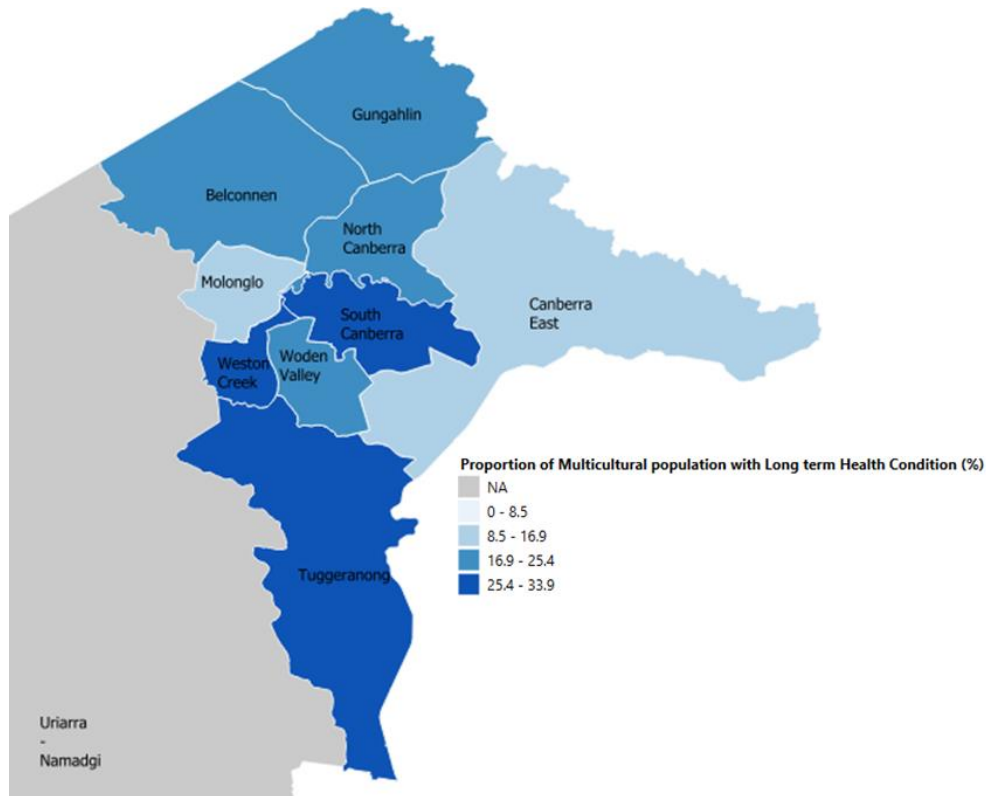 Gungahlin
Belconnen
North
Canberra
Molonglo
Canberra
East
South
Canberra
Weston
Creek
Woden
Valley
Proportion of Multicultural population with Long term Health Condition (%)
NA
0 - 8.5
8.5 - 16.9
16.9 - 25.4
25.4 - 33.9
Tuggeranong
Uriarra
-
Namadgi